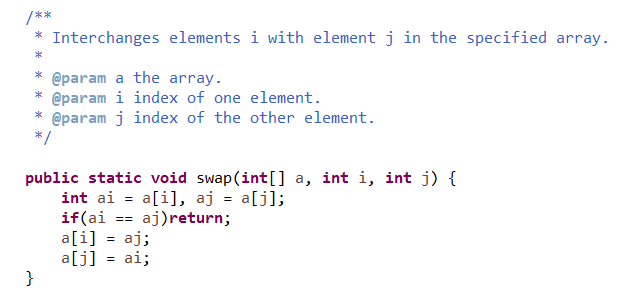 /**
 * Interchanges elements i with element j in the specified array.
 *
 * @param a the array.
 * @param i index of one element.
 * @param j index of the other element.
 */
public static void swap(int[] a, int i, int j) {
    int ai = a[i], aj = a[j];
    if(ai == aj)return;
    a[i] = aj;
    a[j] = ai;
}